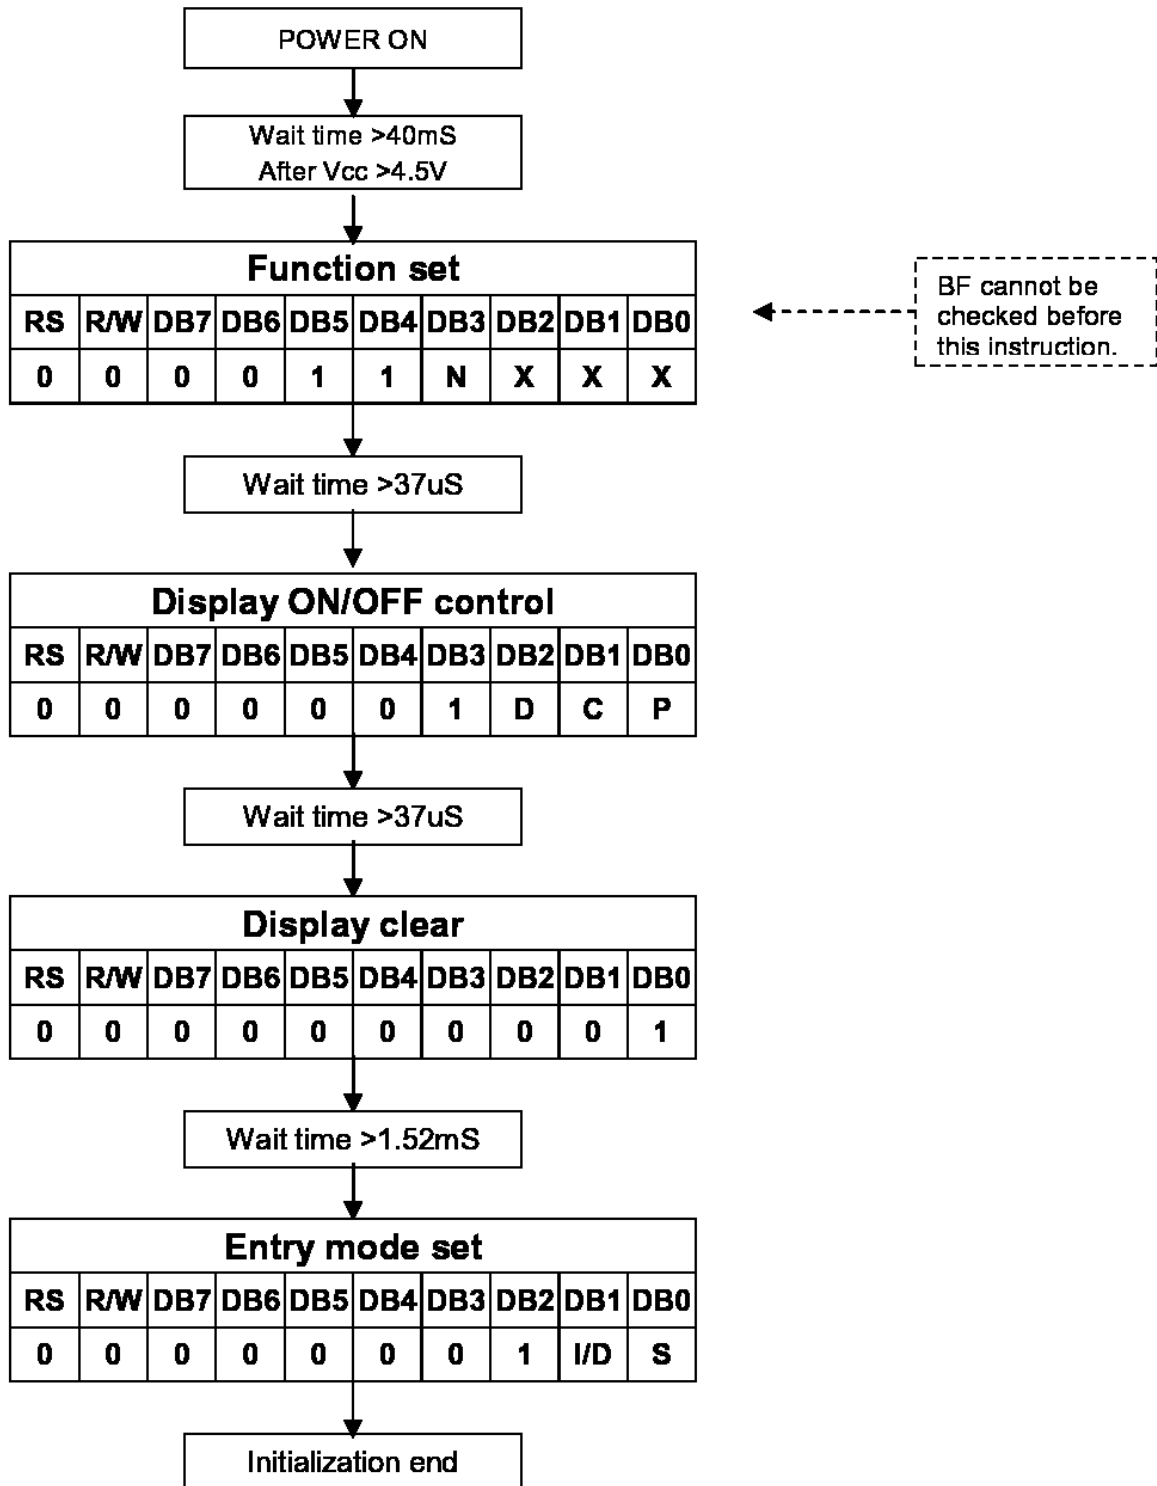 POWER ON
Wait time >40mS
After Vcc >4.5V
Function set
RS R/W DB7 DB6 DB5 DB4 DB3 DB2 DB1 DB0
0 0 0 0 1 1 N X X X
BF cannot be
checked before
this instruction.
Wait time >37uS
Display ON/OFF control
RS R/W DB7 DB6 DB5 DB4 DB3 DB2 DB1 DB0
0 0 0 0 0 0 1 D C P
Wait time >37uS
Display clear
RS R/W DB7 DB6 DB5 DB4 DB3 DB2 DB1 DB0
0 0 0 0 0 0 0 0 0 1
Wait time >1.52mS
Entry mode set
RS R/W DB7 DB6 DB5 DB4 DB3 DB2 DB1 DB0
0 0 0 0 0 0 0 1 I/D S
Initialization end